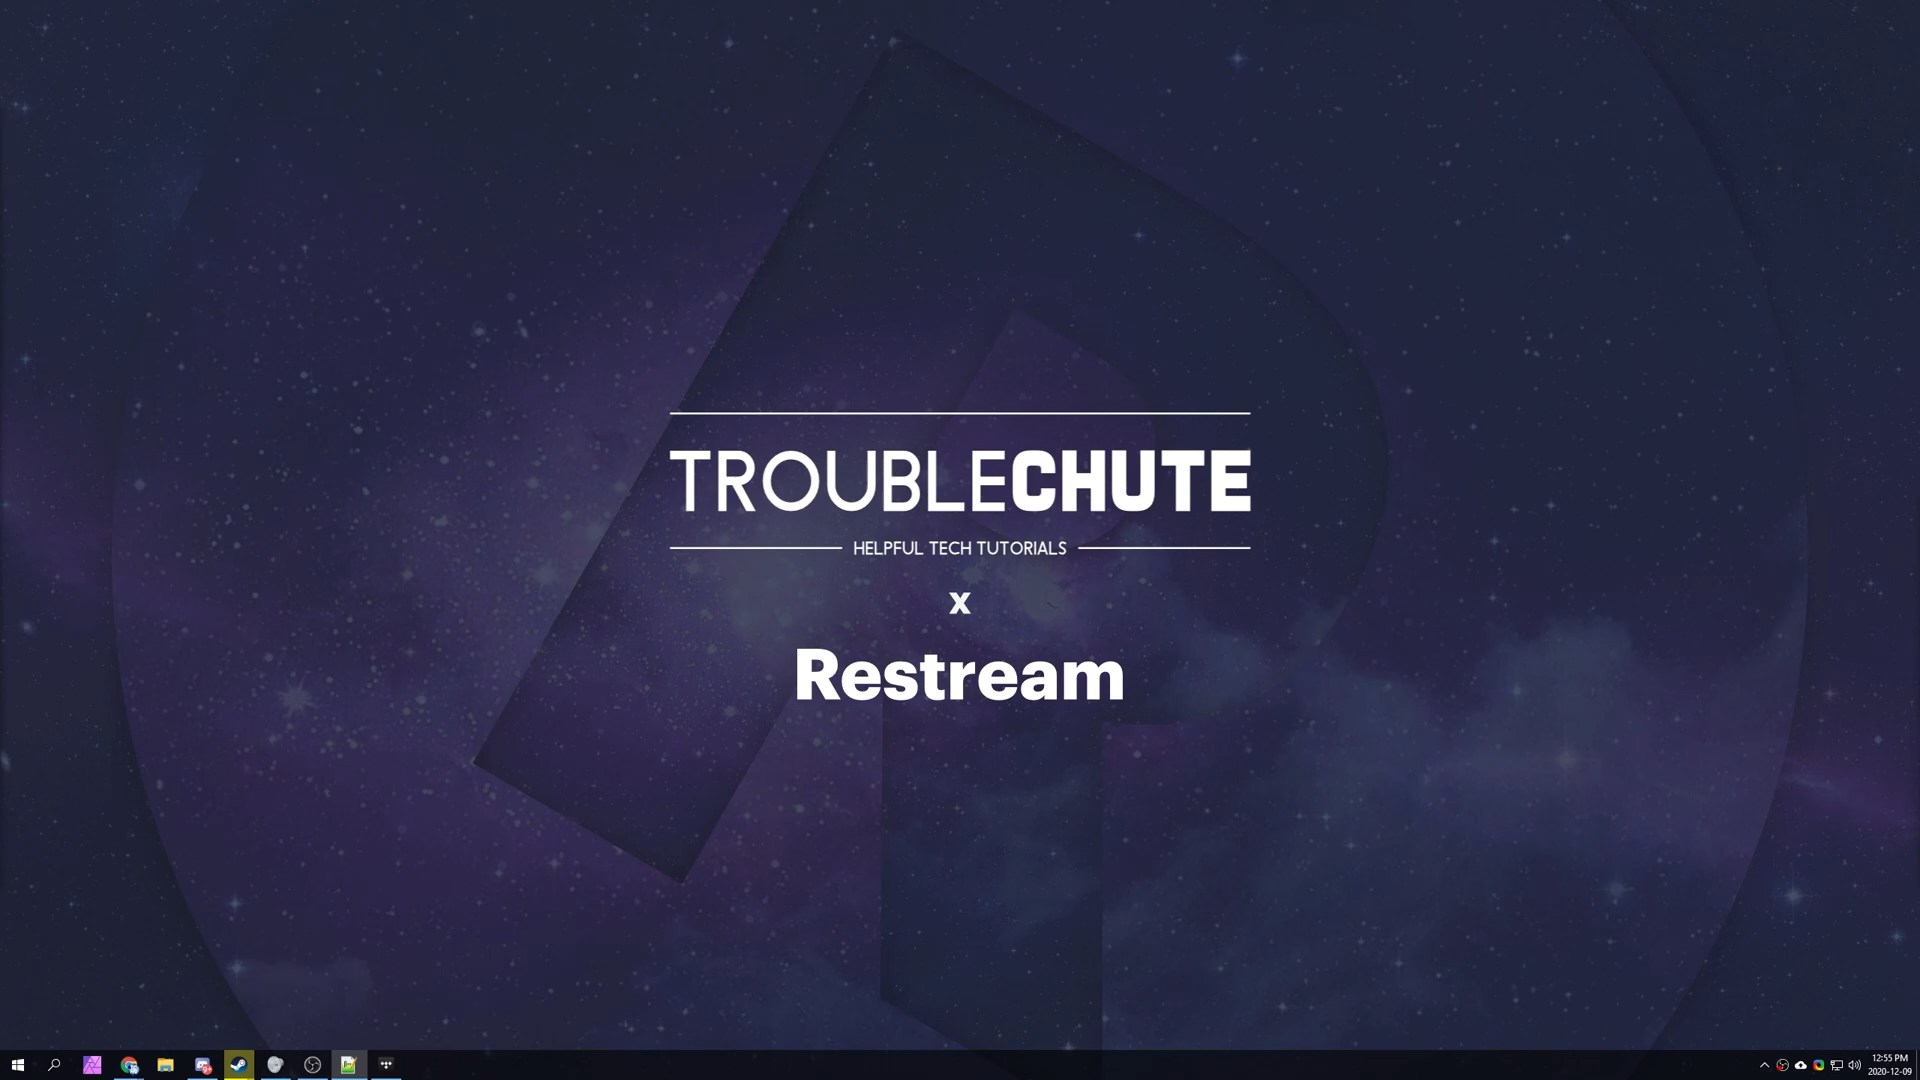 TROUBLECHUTE
HELPFUL TECH TUTORIALS
x
Restream
12:55 PM
2020-12-09